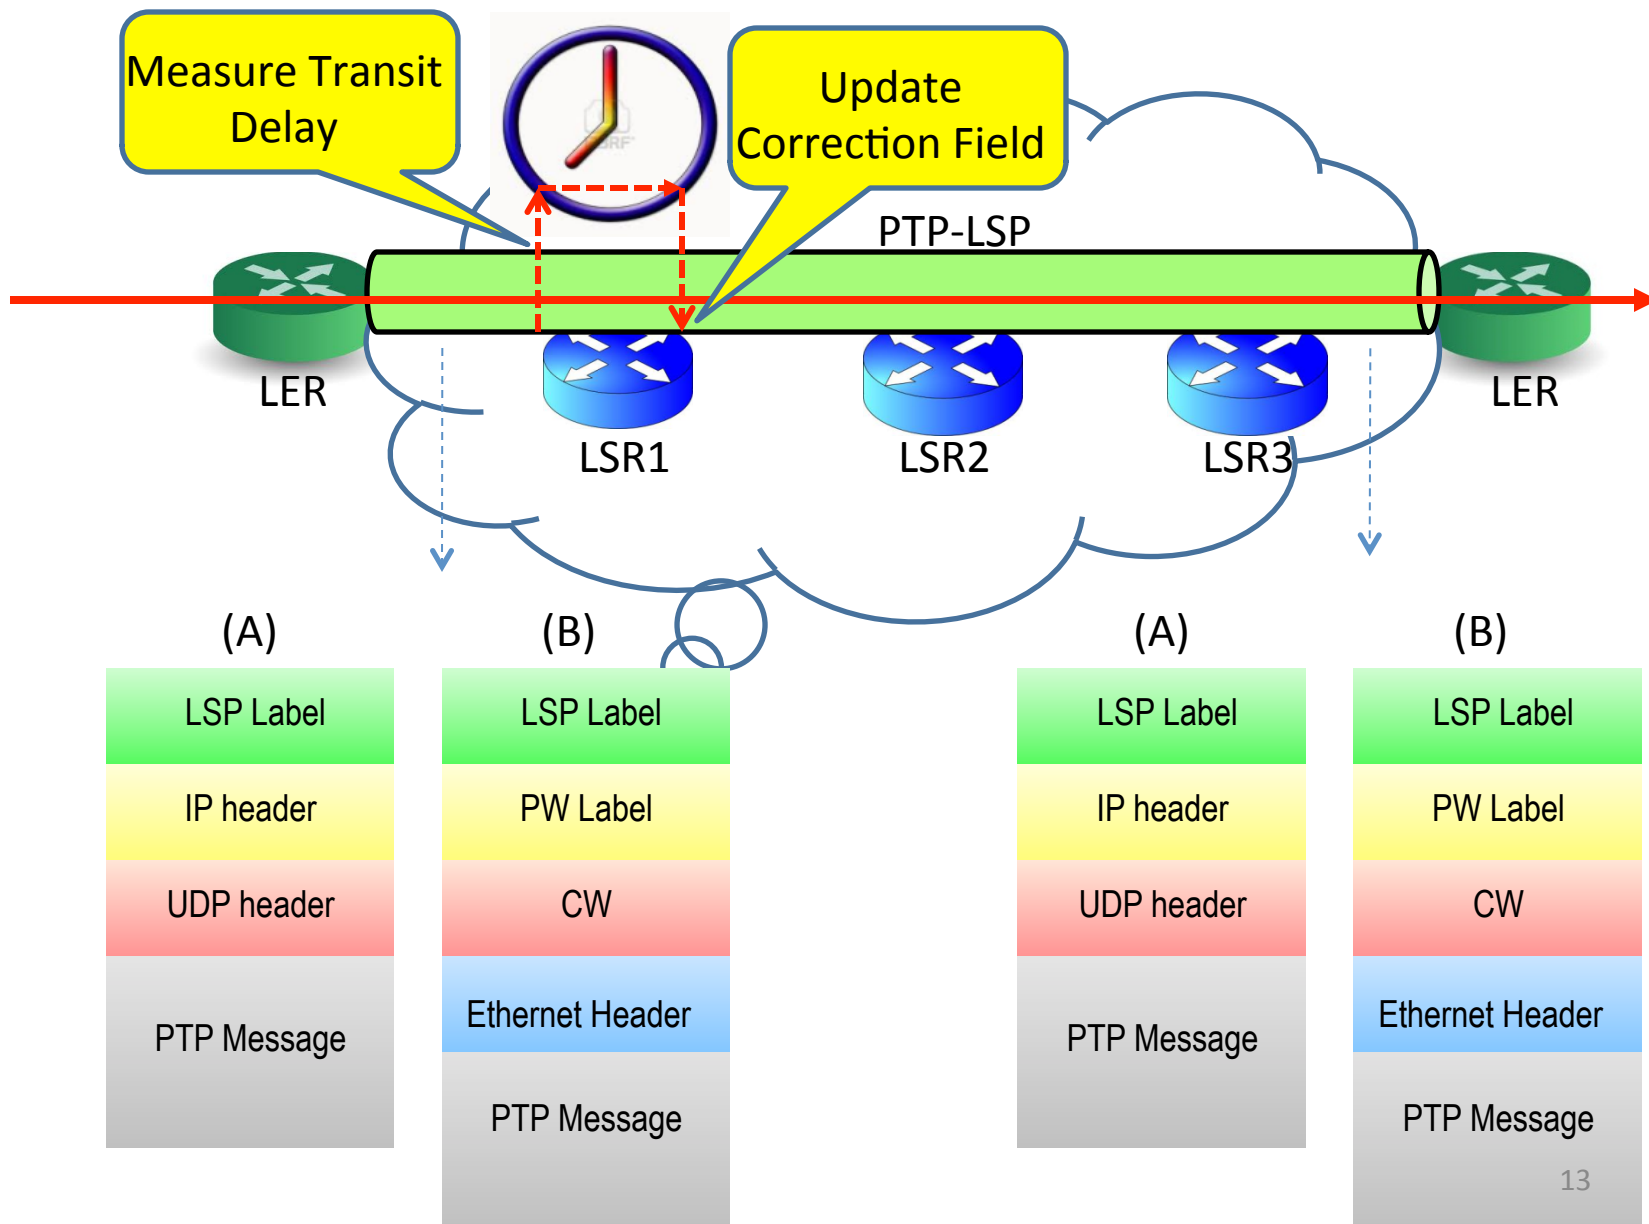 Measure Transit
Delay
Update
Correction Field
PTP-LSP
LER
LER
LSR1
LSR2
LSR3
(A)
(B)
(A)
(B)
LSP Label
LSP Label
LSP Label
LSP Label
IP header
PW Label
IP header
PW Label
UDP header
CW
UDP header
CW
PTP Message
Ethernet Header
PTP Message
Ethernet Header
PTP Message
PTP Message
13